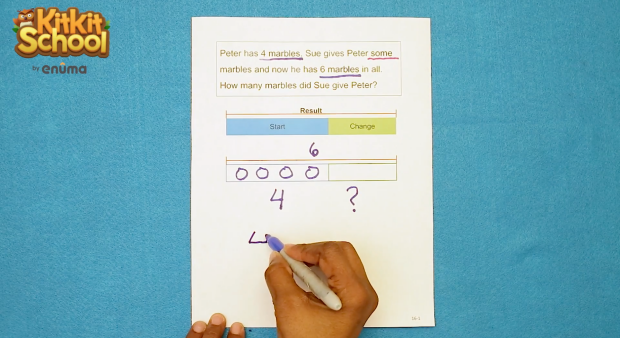 Kitkit
School
by enuma
Peter has 4 marbles. Sue gives Peter some
marbles and now he has 6 marbles in all.
How many marbles did Sue give Peter?
Result
Start Change
6
4 ?